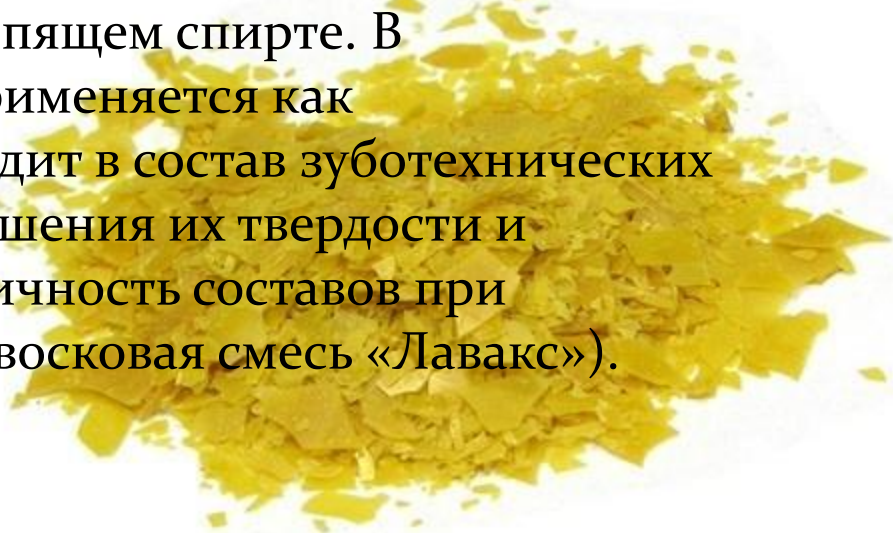 пящем спирте. В
рименяется как
дит в состав зуботехнических
шения их твердости и
ичность составов при
восковая смесь «Лавакс»).